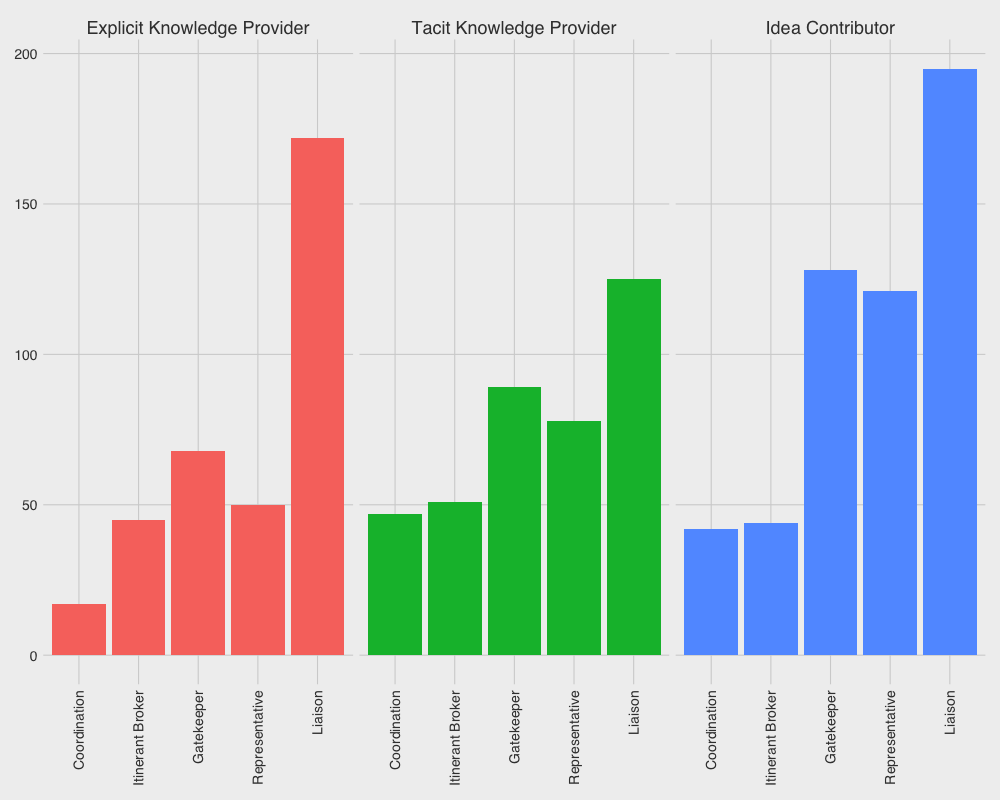 Explicit Knowledge Provider
Tacit Knowledge Provider
Idea Contributor
200
150
100
50
0
Coordination
Itinerant Broker
Gatekeeper
Representative
Liaison
Coordination
Itinerant Broker
Gatekeeper
Representative
Liaison
Coordination
Itinerant Broker
Gatekeeper
Representative
Liaison